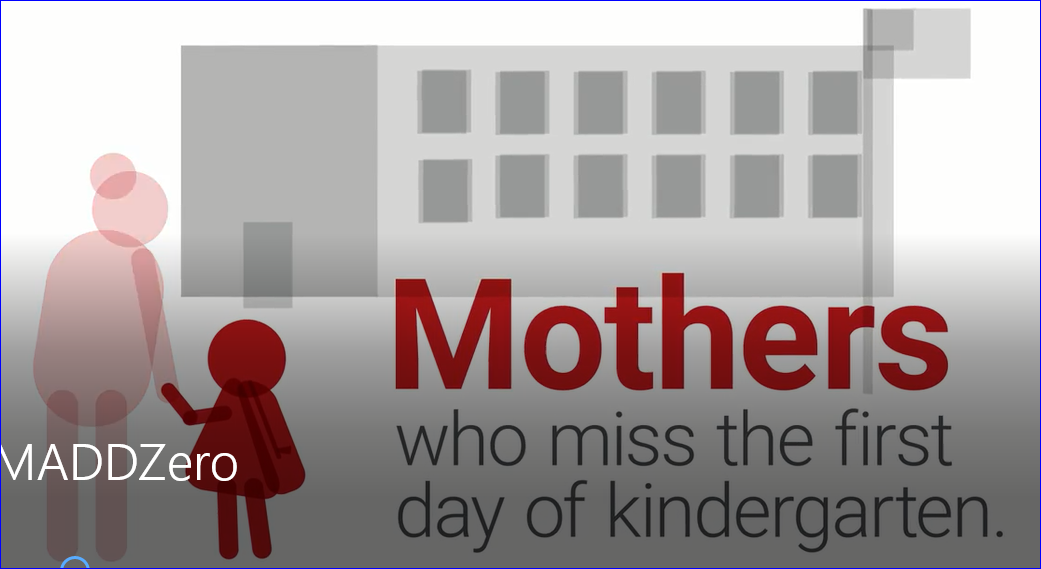 Mothers
who miss the first
day of kindergarten.
MADDZero